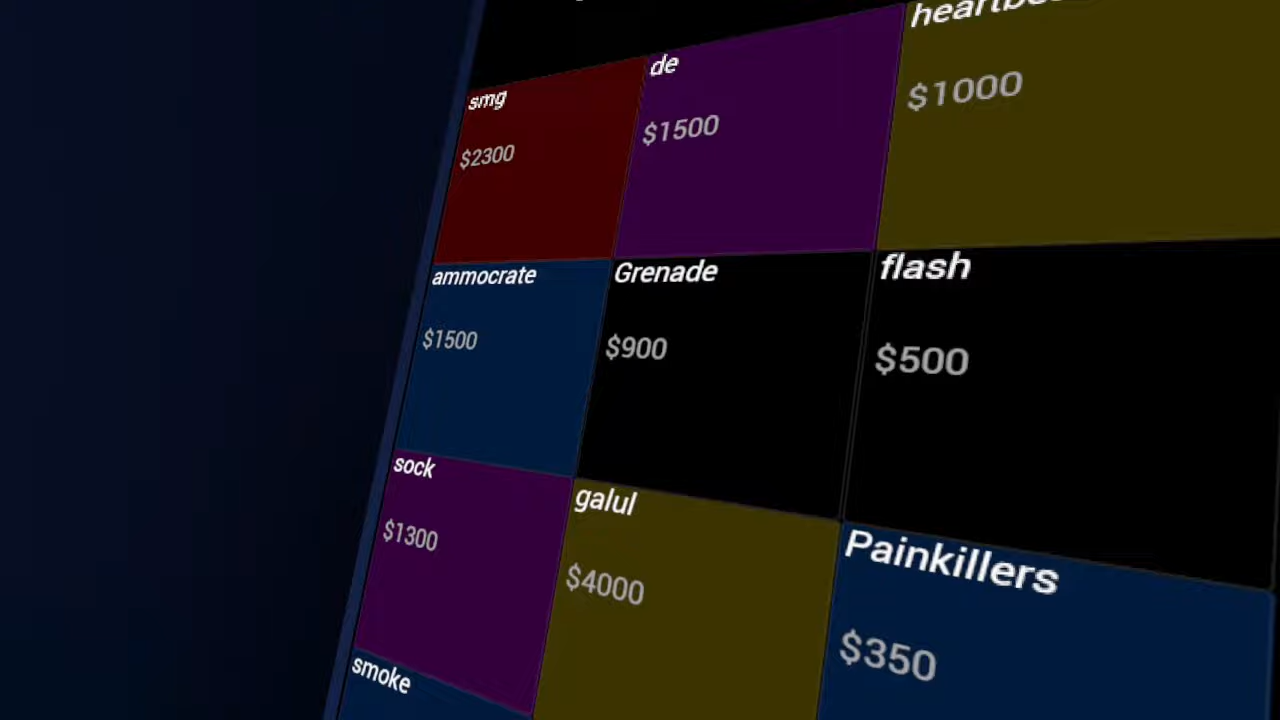 smg
$2300
de
$1500
$1000
ammocrate
$1500
Grenade
$900
flash
$500
sock
$1300
galul
$4000
Painkillers
$350
smoke